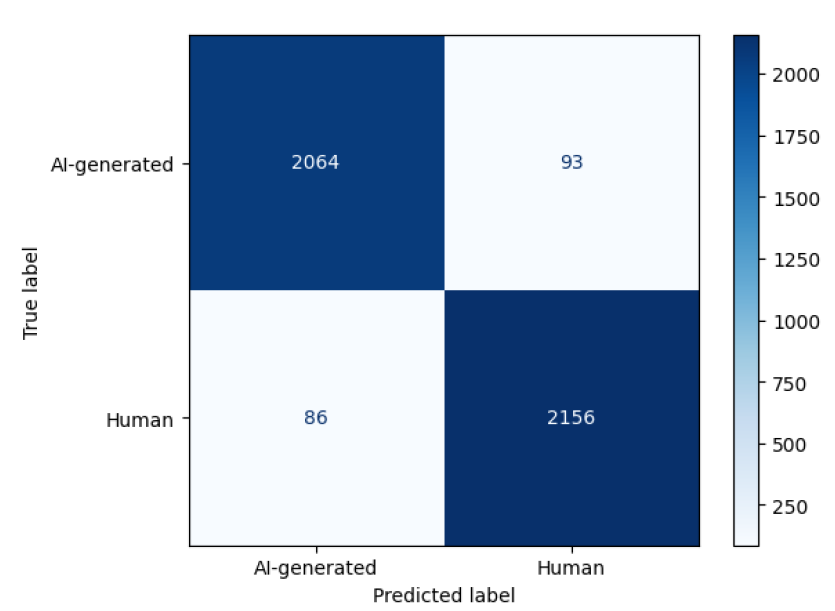 True label
AI-generated
Human
2064
93
86
2156
AI-generated
Human
Predicted label
2000
1750
1500
1250
1000
750
500
250